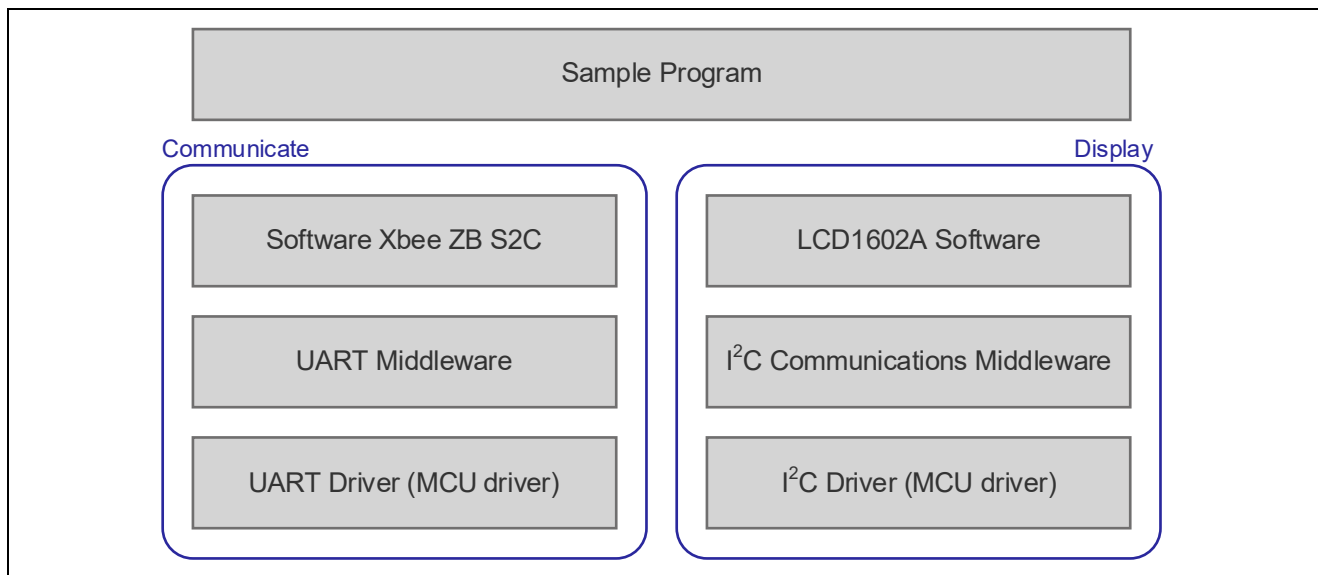 Sample Program
Communicate
Display
Software Xbee ZB S2C
LCD1602A Software
UART Middleware
I²C Communications Middleware
UART Driver (MCU driver)
I²C Driver (MCU driver)